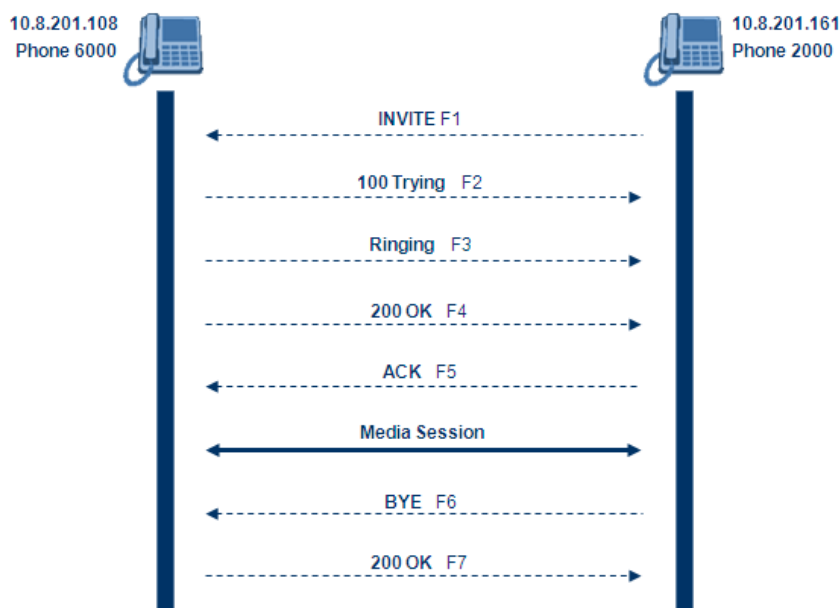 10.8.201.108
Phone 6000
10.8.201.161
Phone 2000
INVITE F1
100 Trying F2
Ringing F3
200 OK F4
ACK F5
Media Session
BYE F6
200 OK F7